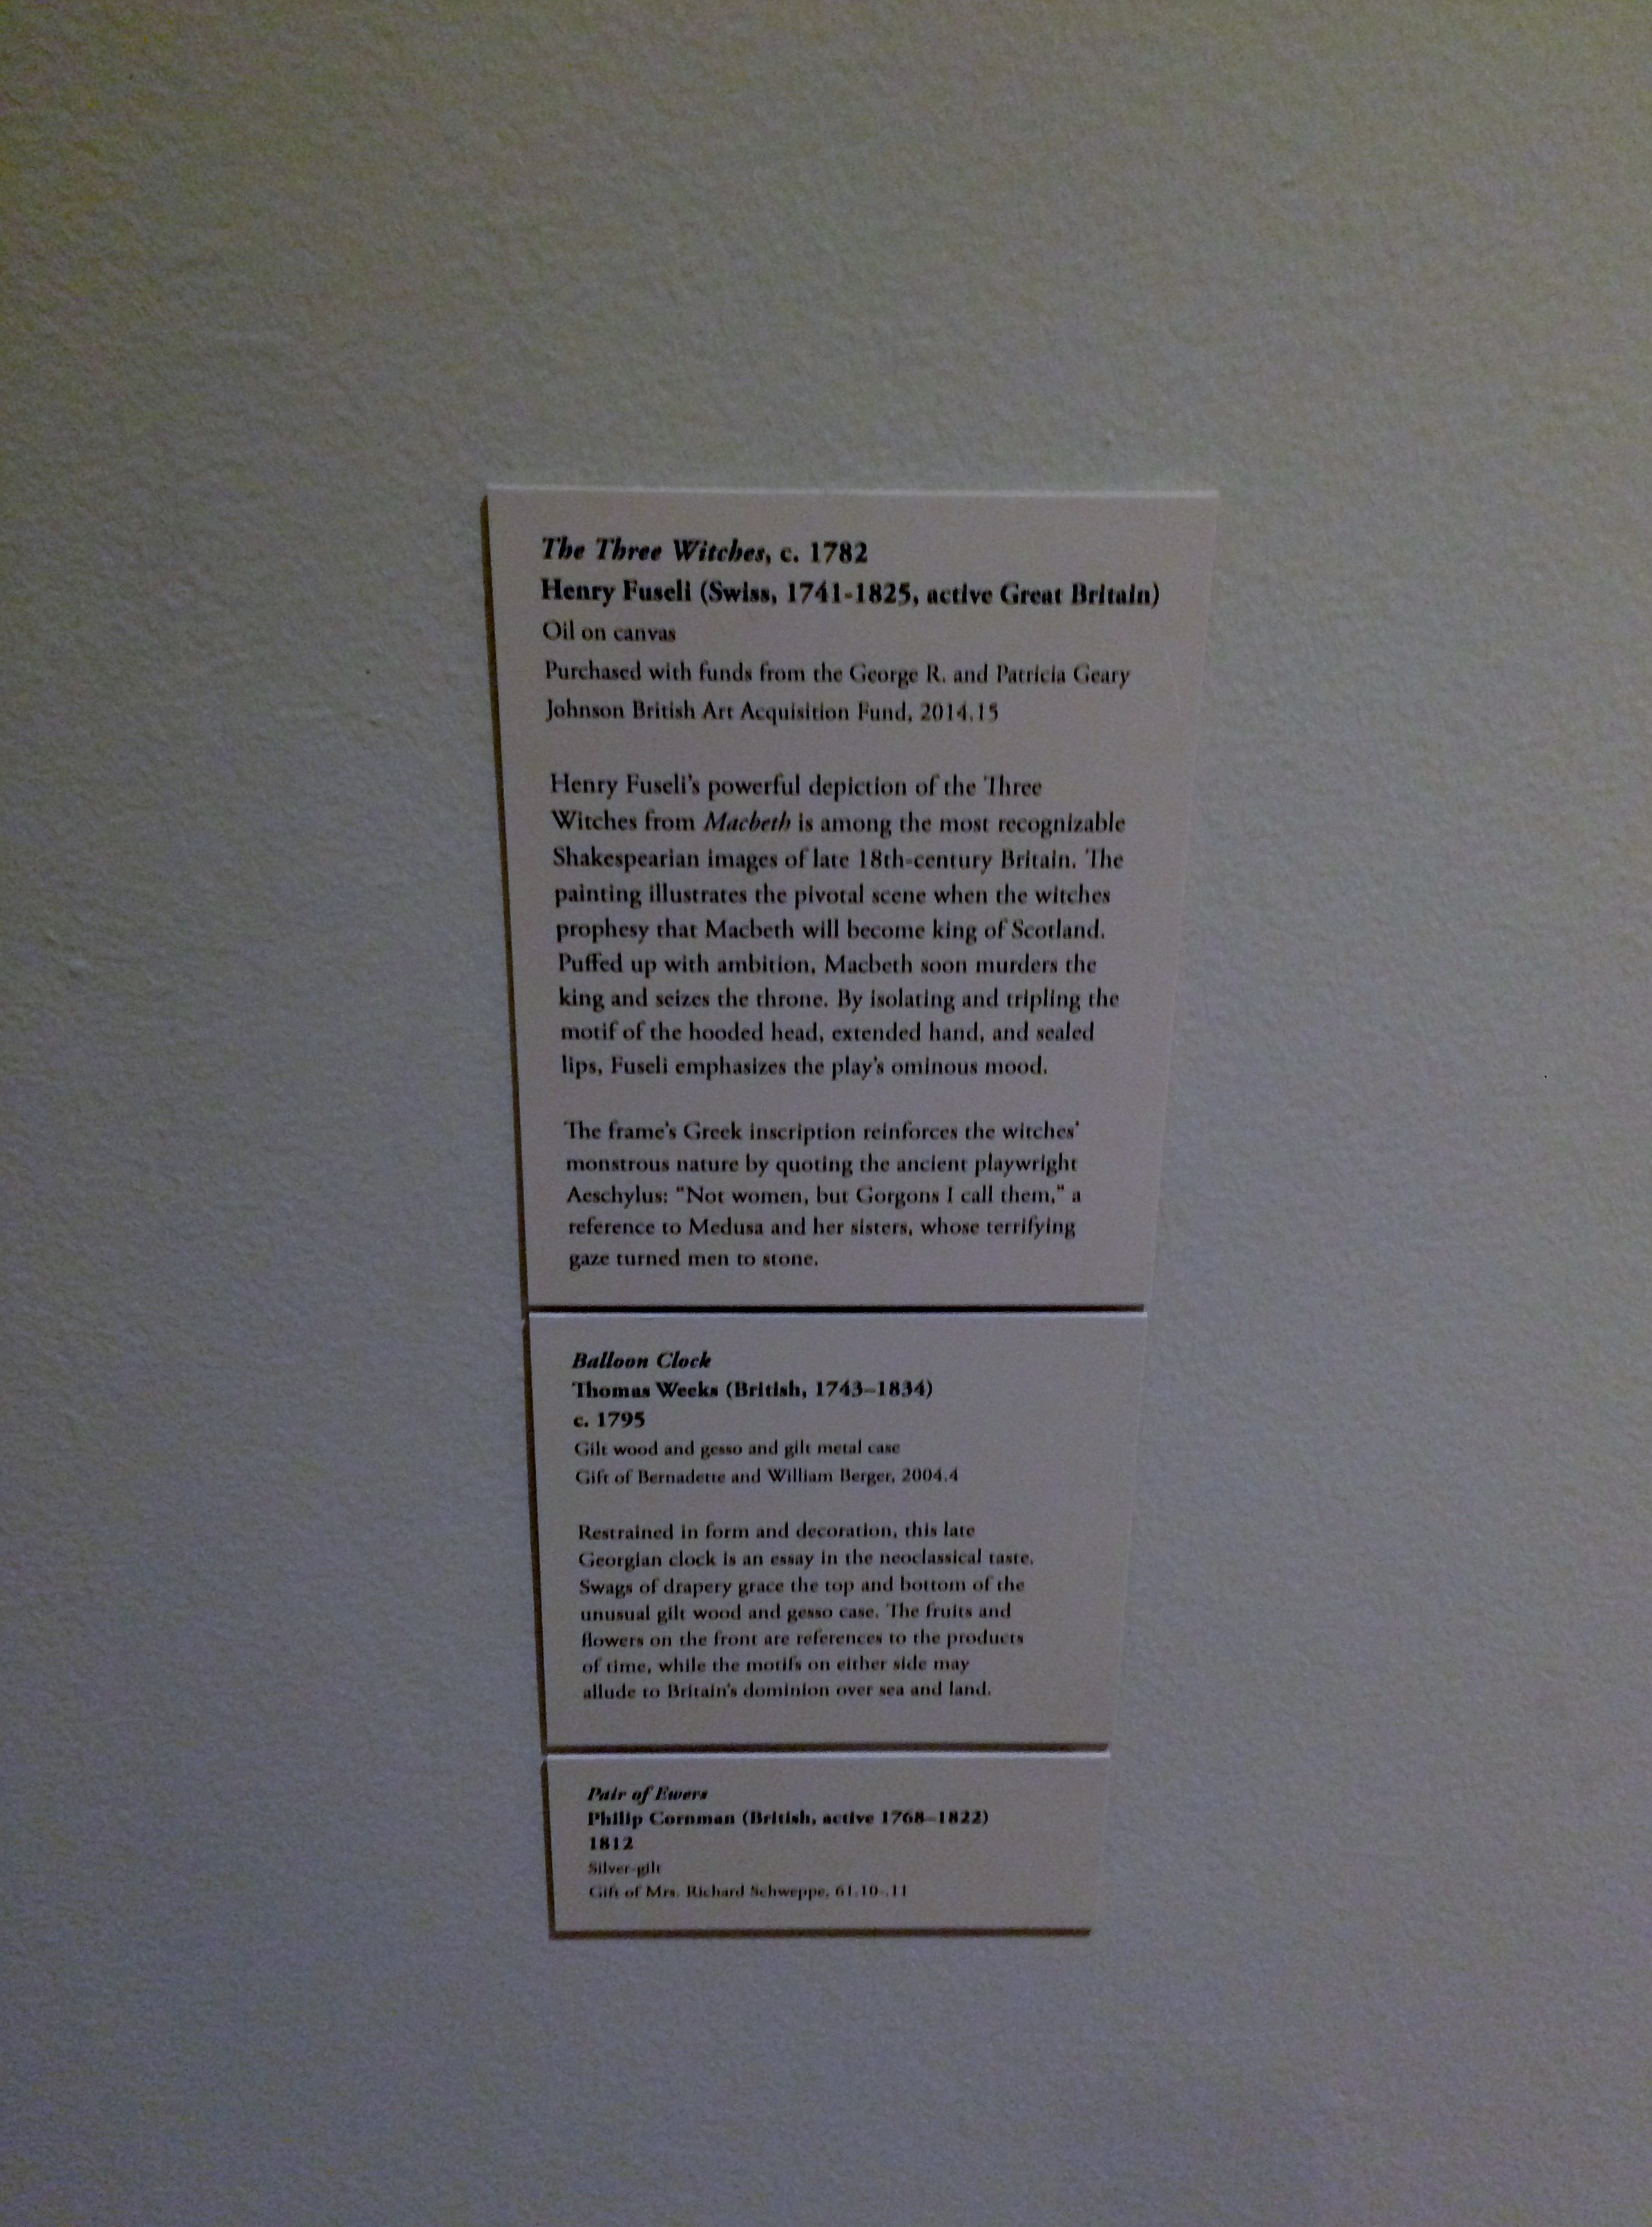 The Three Witches, c. 1782
Henry Fuseli (Swiss, 1741-1825, active Great Britain)
Oil on canvas
Purchased with funds from the George R. and Patricia Geary
Johnson British Art Acquisition Fund, 2014.15
Henry Fuseli's powerful depiction of the Three
Witches from Macbeth is among the most recognizable
Shakespearian images of late 18th-century Britain. The
painting illustrates the pivotal scene when the witches
prophesy that Macbeth will become king of Scotland.
Puffed up with ambition, Macbeth soon murders the
king and seizes the throne. By isolating and tripling the
motif of the hooded head, extended hand, and sealed
lips, Fuseli emphasizes the play's ominous mood.
The frame's Greek inscription reinforces the witches'
monstrous nature by quoting the ancient playwright
Aeschylus: "Not women, but Gorgons I call them," a
reference to Medusa and her sisters, whose terrifying
gaze turned men to stone.
Balloon Clock
Thomas Weeks (British, 1743–1834)
c. 1795
Gilt wood and gesso and gilt metal case
Gift of Bernadette and William Berger, 2004.4
Restrained in form and decoration, this late
Georgian clock is an essay in the neoclassical taste.
Swags of drapery grace the top and bottom of the
unusual gilt wood and gesso case. The fruits and
flowers on the front are references to the products
of time, while the motifs on either side may
allude to Britain's dominion over sea and land.
Pair of Ewers
Philip Cornman (British, active 1768–1822)
1812
Silver-gilt
Gift of Mrs. Richard Schweppe, 61.10-.11